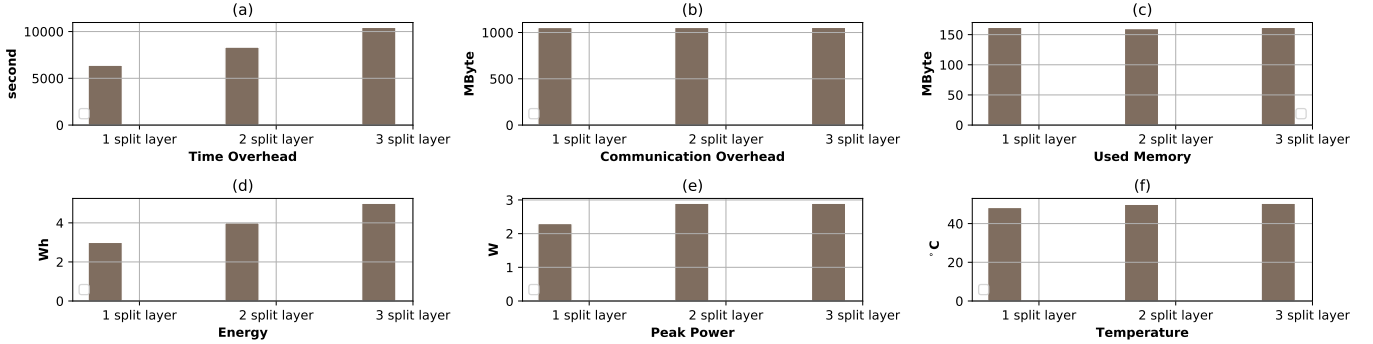 (a)
second
10000
5000
0
1 split layer 2 split layer 3 split layer
Time Overhead
(b)
MByte
1000
500
0
1 split layer 2 split layer 3 split layer
Communication Overhead
(c)
MByte
150
100
50
0
1 split layer 2 split layer 3 split layer
Used Memory
(d)
Wh
4
2
0
1 split layer 2 split layer 3 split layer
Energy
(e)
W
3
2
1
0
1 split layer 2 split layer 3 split layer
Peak Power
(f)
°C
40
20
0
1 split layer 2 split layer 3 split layer
Temperature